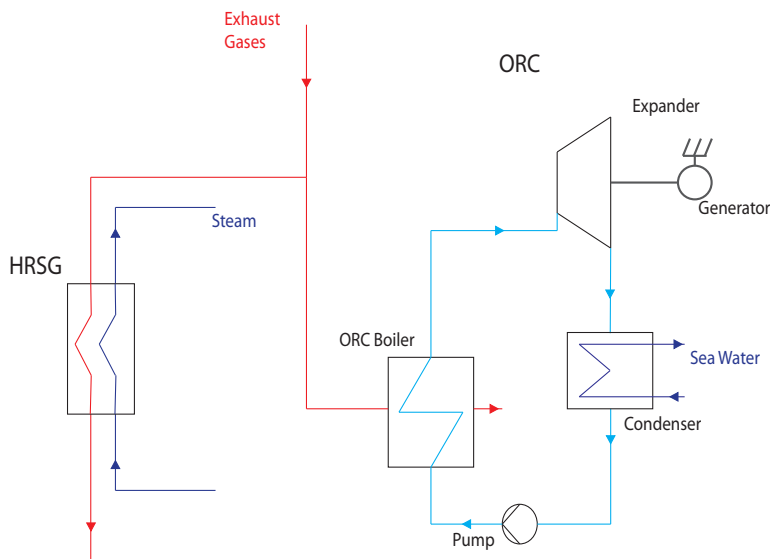 Exhaust
Gases
ORC
Expander
Generator
Steam
HRSG
ORC Boiler
Sea Water
Condenser
Pump